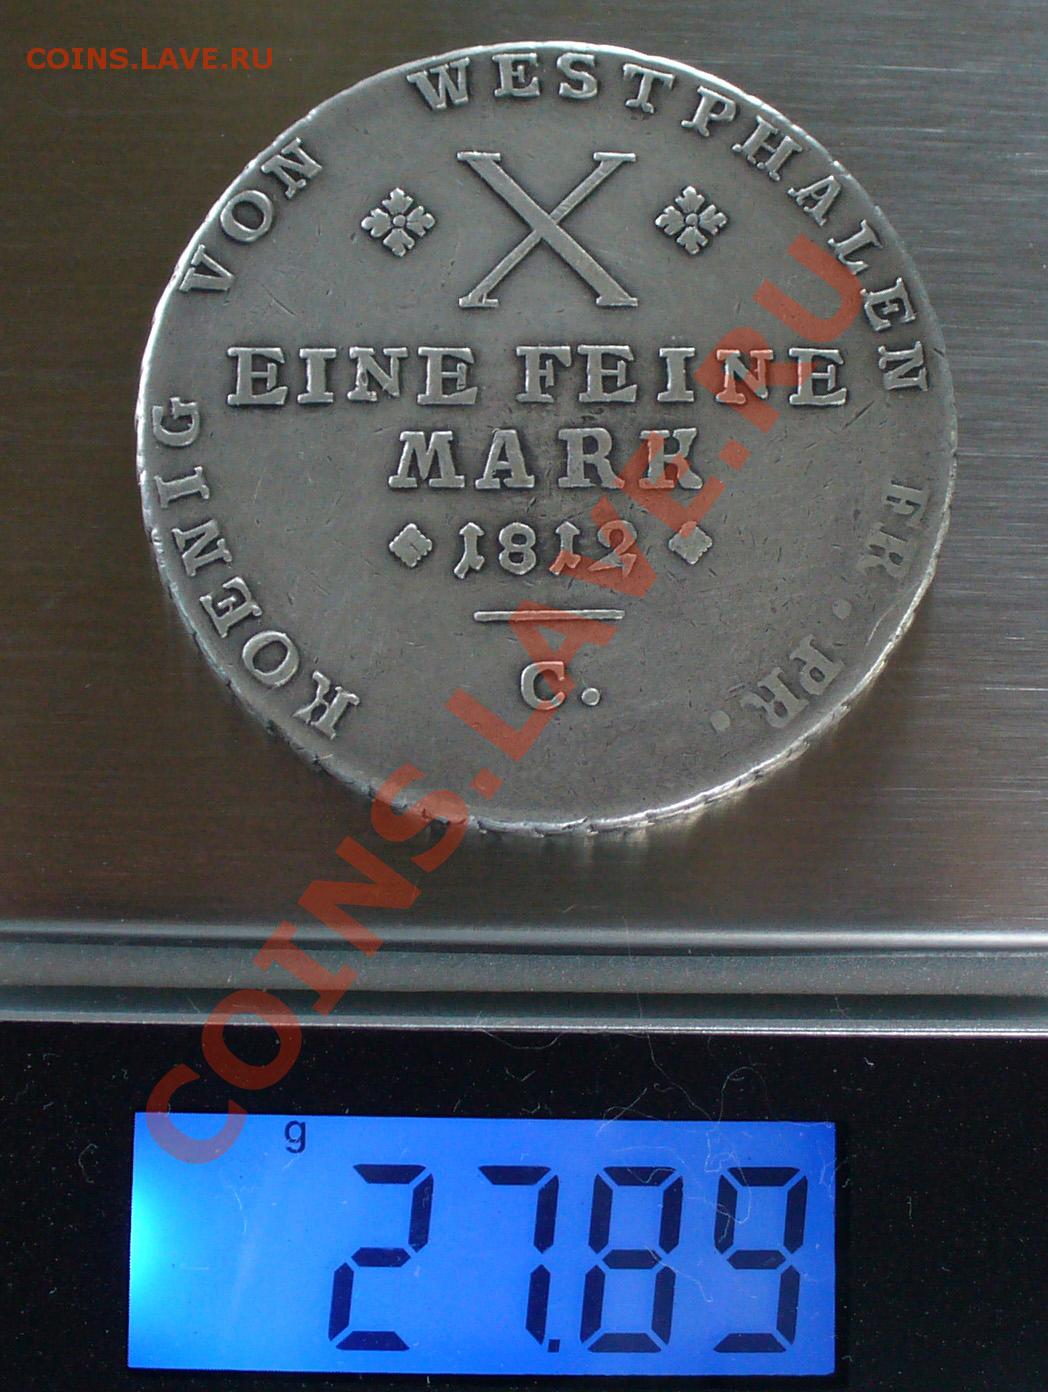 COINS.LAVE.RU
KOENIG VON WESTPHALEN FR. PR.
X
EINE FEINE
MARK
1812
C.
COINS.LAVE.RU
g
27.89